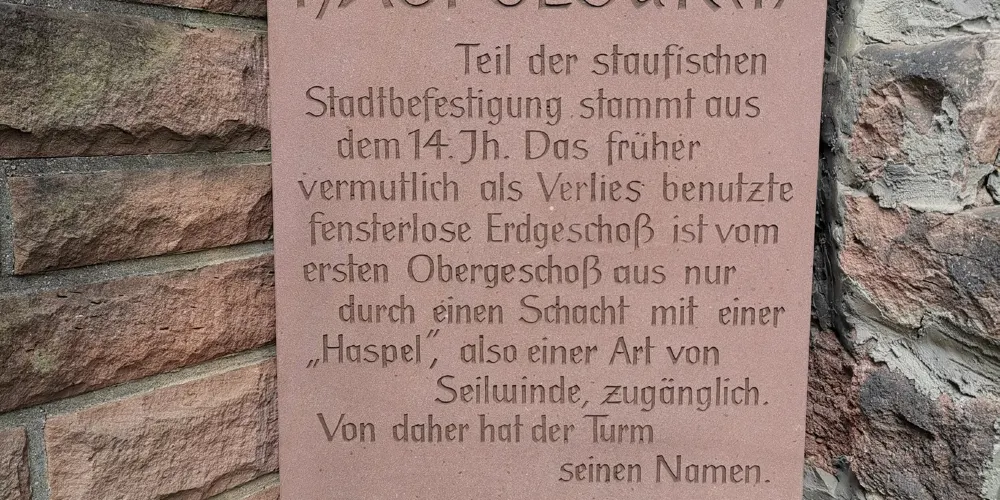 Teil der staufischen
Stadtbefestigung stammt aus
dem 14. Jh. Das früher
vermutlich als Verlies benutzte
fensterlose Erdgeschoß ist vom
ersten Obergeschoß aus nur
durch einen Schacht mit einer
„Haspel“, also einer Art von
Seilwinde, zugänglich.
Von daher hat der Turm
seinen Namen.